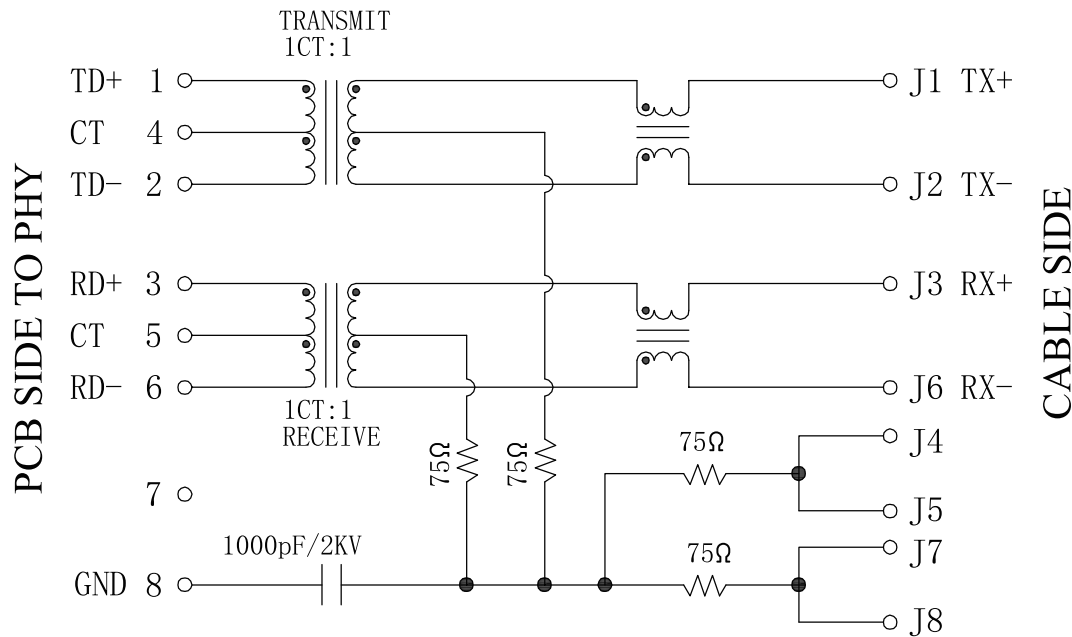 TRANSMIT
1CT:1
TD+ 1
J1 TX+
CT 4
TD- 2
J2 TX-
PCB SIDE TO PHY
CABLE SIDE
RD+ 3
J3 RX+
CT 5
RD- 6
J6 RX-
1CT:1
RECEIVE
75Ω
75Ω
75Ω
J4
7
J5
1000pF/2KV
75Ω
J7
GND 8
J8